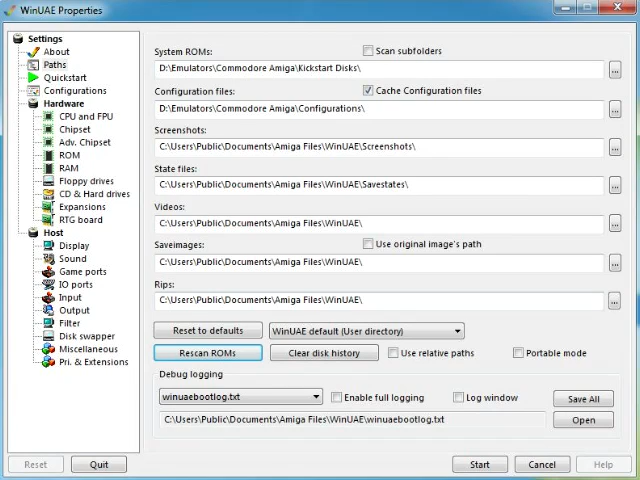 WinUAE Properties
Settings
About
Paths
Quickstart
Configurations
Hardware
CPU and FPU
Chipset
Adv. Chipset
ROM
RAM
Floppy drives
CD & Hard drives
Expansions
RTG board
Host
Display
Sound
Game ports
IO ports
Input
Output
Filter
Disk swapper
Miscellaneous
Pri. & Extensions
System ROMs:
Scan subfolders
D:\Emulators\Commodore Amiga\Kickstart Disks\
...
Configuration files:
Cache Configuration files
D:\Emulators\Commodore Amiga\Configurations\
...
Screenshots:
C:\Users\Public\Documents\Amiga Files\WinUAE\Screenshots\
...
State files:
C:\Users\Public\Documents\Amiga Files\WinUAE\Savestates\
...
Videos:
C:\Users\Public\Documents\Amiga Files\WinUAE\
...
Saveimages:
Use original image's path
C:\Users\Public\Documents\Amiga Files\WinUAE\
...
Rips:
C:\Users\Public\Documents\Amiga Files\WinUAE\
...
Reset to defaults
WinUAE default (User directory)
Rescan ROMs
Clear disk history
Use relative paths
Portable mode
Debug logging
winuaebootlog.txt
Enable full logging
Log window
Save All
C:\Users\Public\Documents\Amiga Files\WinUAE\winuaebootlog.txt
Open
Reset
Quit
Start
Cancel
Help